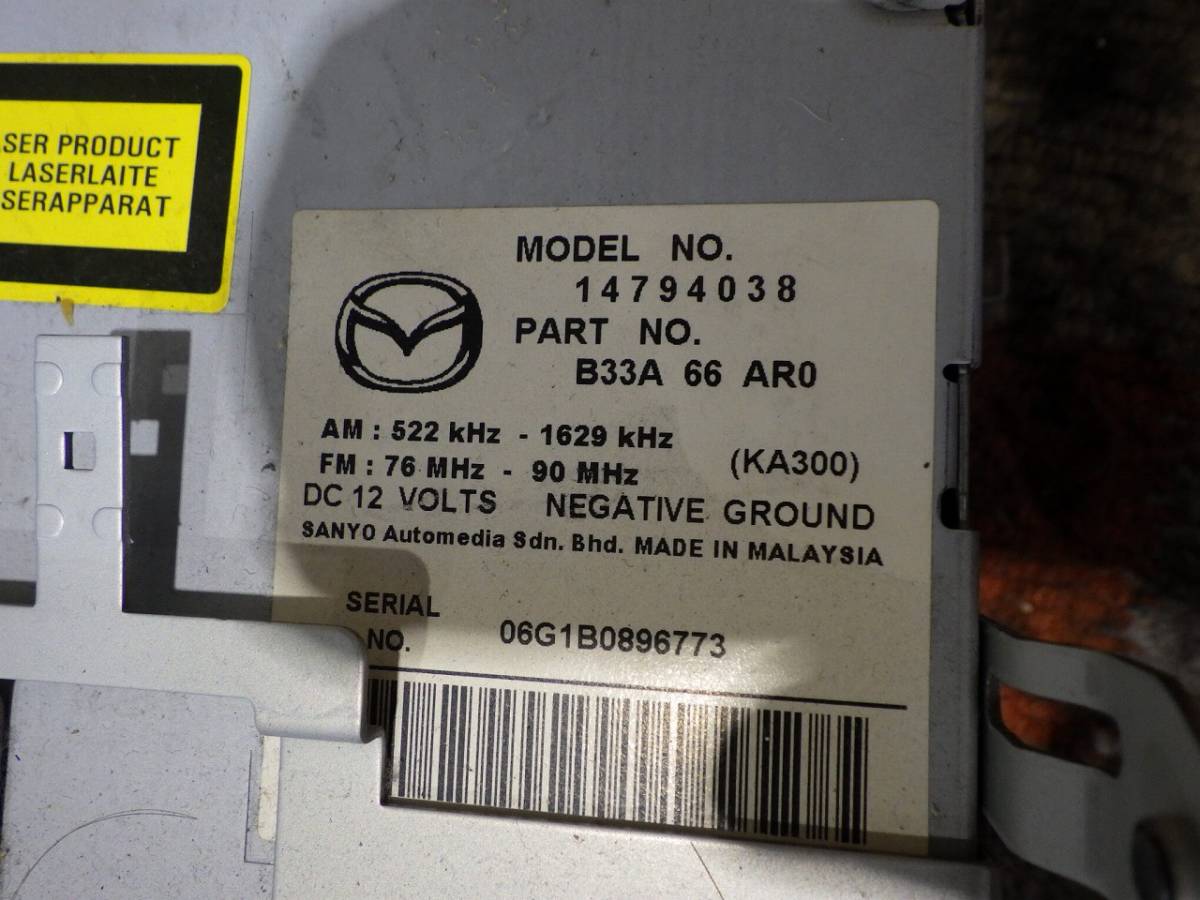 SER PRODUCT
LASERLAITE
SERAPPARAT
MODEL NO.
14794038
PART NO.
B33A 66 AR0
AM : 522 kHz - 1629 kHz
FM : 76 MHz - 90 MHz
(KA300)
DC 12 VOLTS NEGATIVE GROUND
SANYO Automedia Sdn. Bhd. MADE IN MALAYSIA
SERIAL
NO.
06G1B0896773